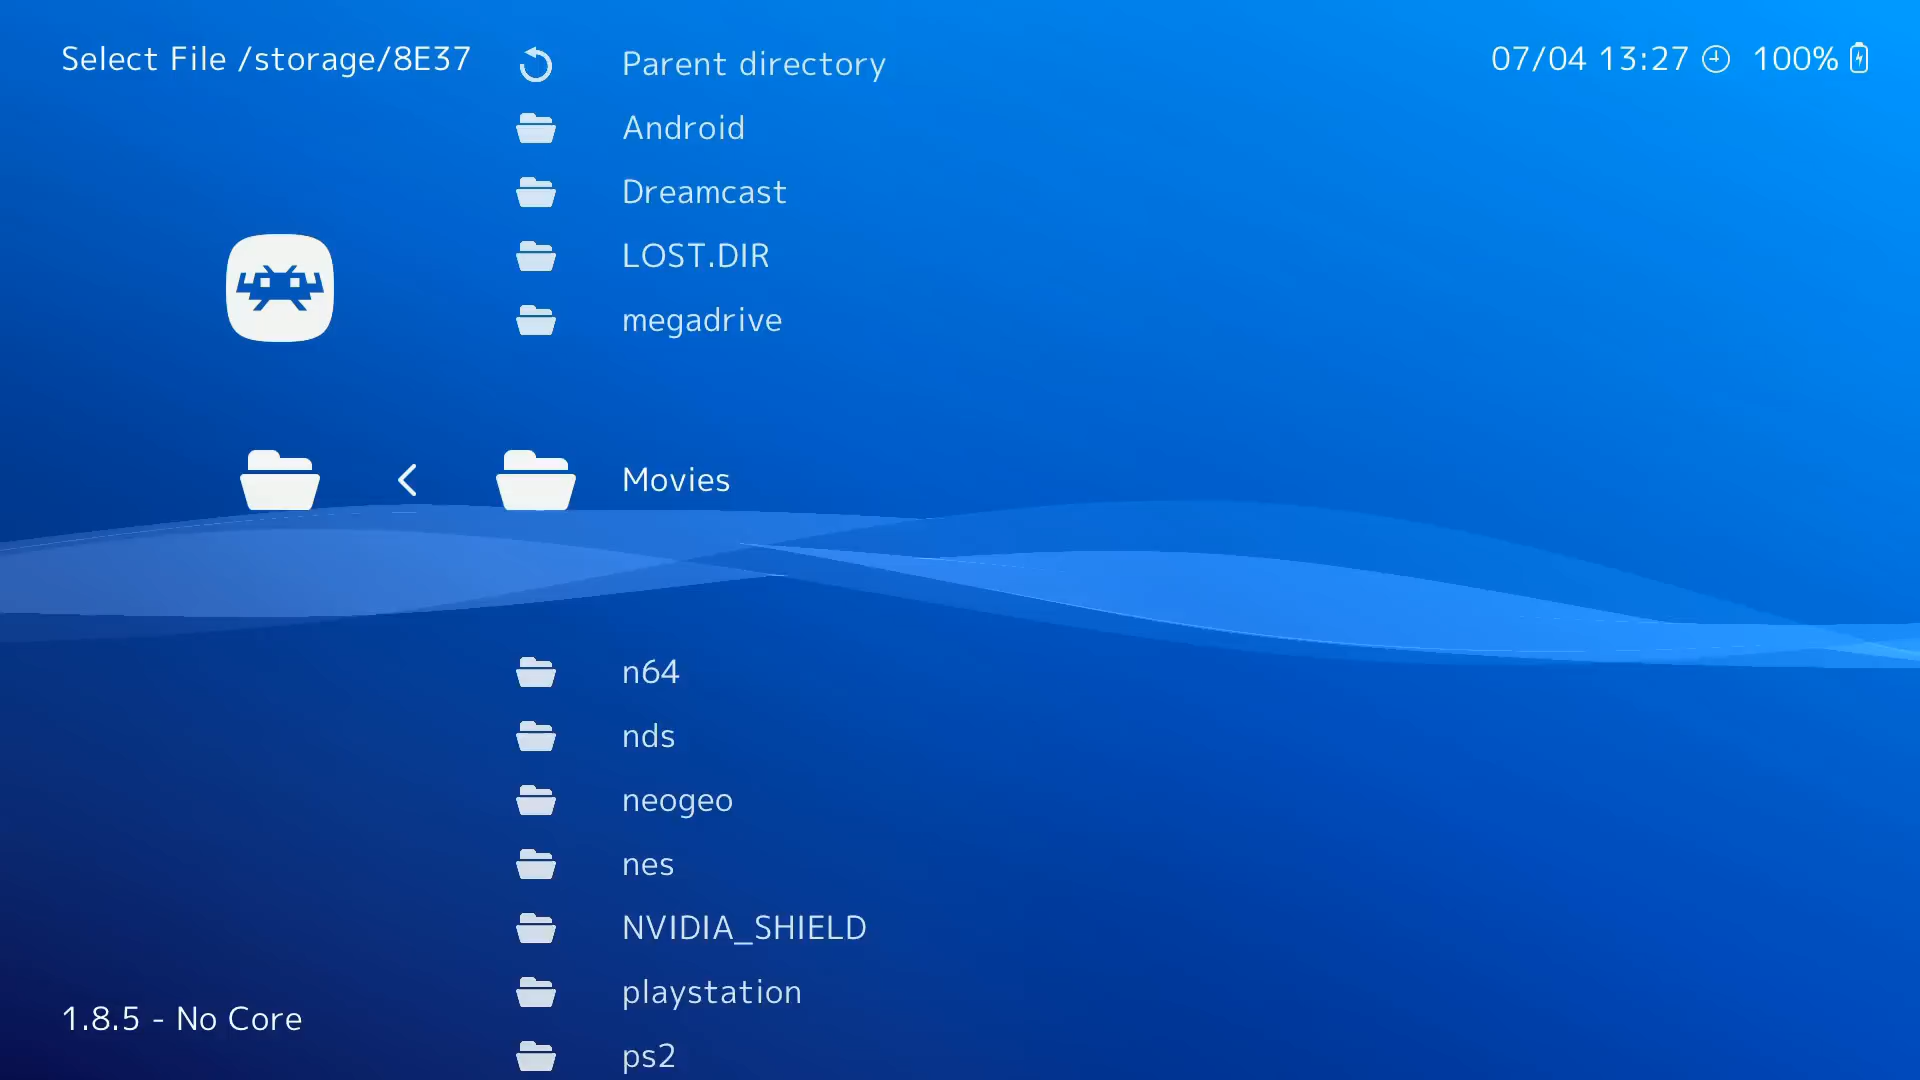 Select File /storage/8E37
07/04 13:27 100%
Parent directory
Android
Dreamcast
LOST.DIR
megadrive
Movies
n64
nds
neogeo
nes
NVIDIA_SHIELD
playstation
ps2
1.8.5 - No Core